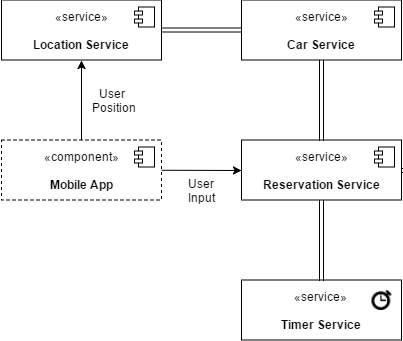 «service»
Location Service
«service»
Car Service
User
Position
«component»
Mobile App
User
Input
«service»
Reservation Service
«service»
Timer Service